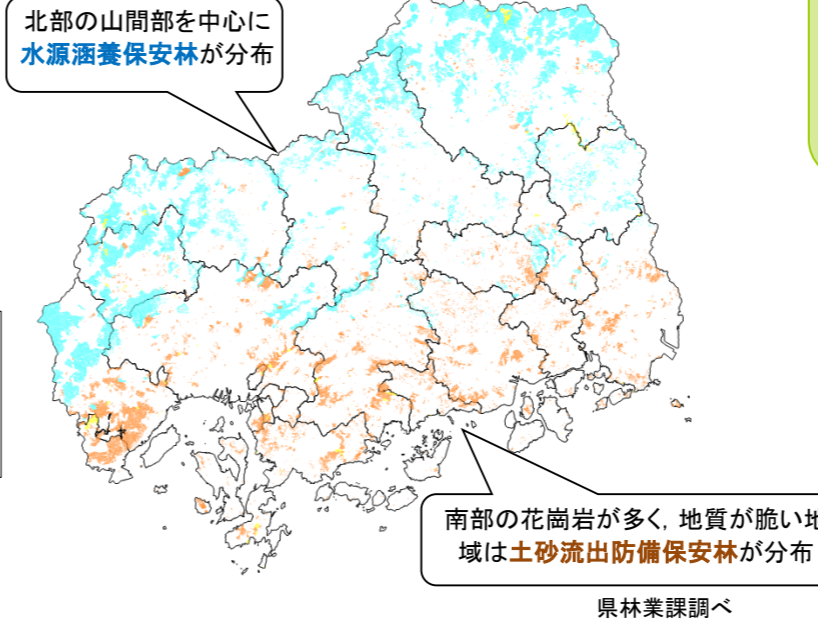 北部の山間部を中心に
水源涵養保安林が分布
南部の花崗岩が多く，地質が脆い地
域は土砂流出防備保安林が分布
県林業課調べ